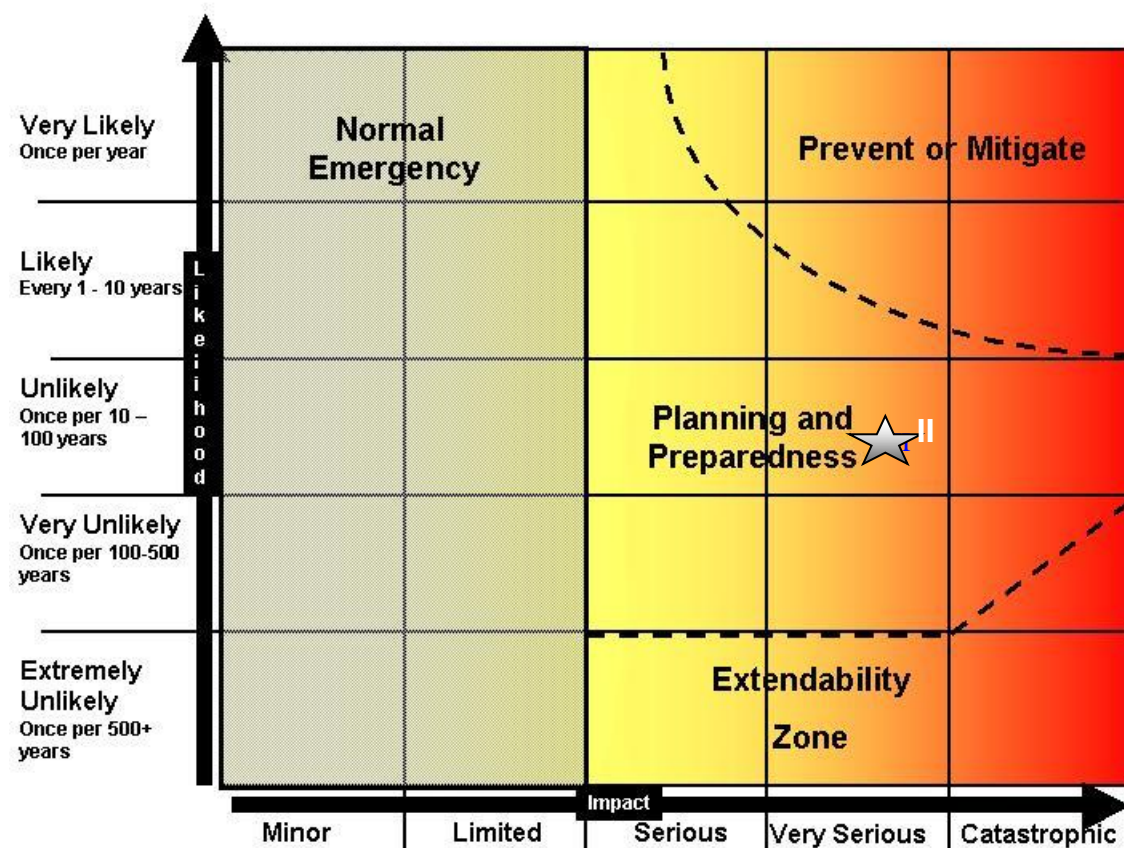 Very Likely
Once per year
Normal
Emergency
Prevent or Mitigate
Likely
Every 1 - 10 years
Likeliihood
Unlikely
Once per 10 –
100 years
Planning and
Preparedness
1
II
Very Unlikely
Once per 100-500
years
Extremely
Unlikely
Once per 500+
years
Extendability
Zone
Impact
Minor
Limited
Serious
Very Serious
Catastrophic